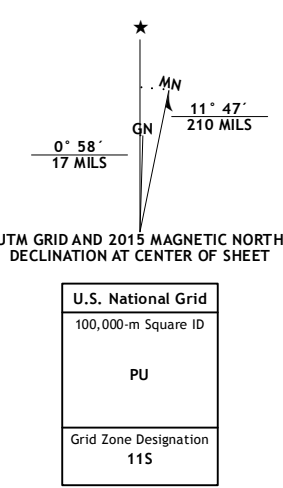 ★
MN
GN
11° 47´
210 MILS
0° 58´
17 MILS
UTM GRID AND 2015 MAGNETIC NORTH
DECLINATION AT CENTER OF SHEET
U.S. National Grid
100,000-m Square ID
PU
Grid Zone Designation
11S